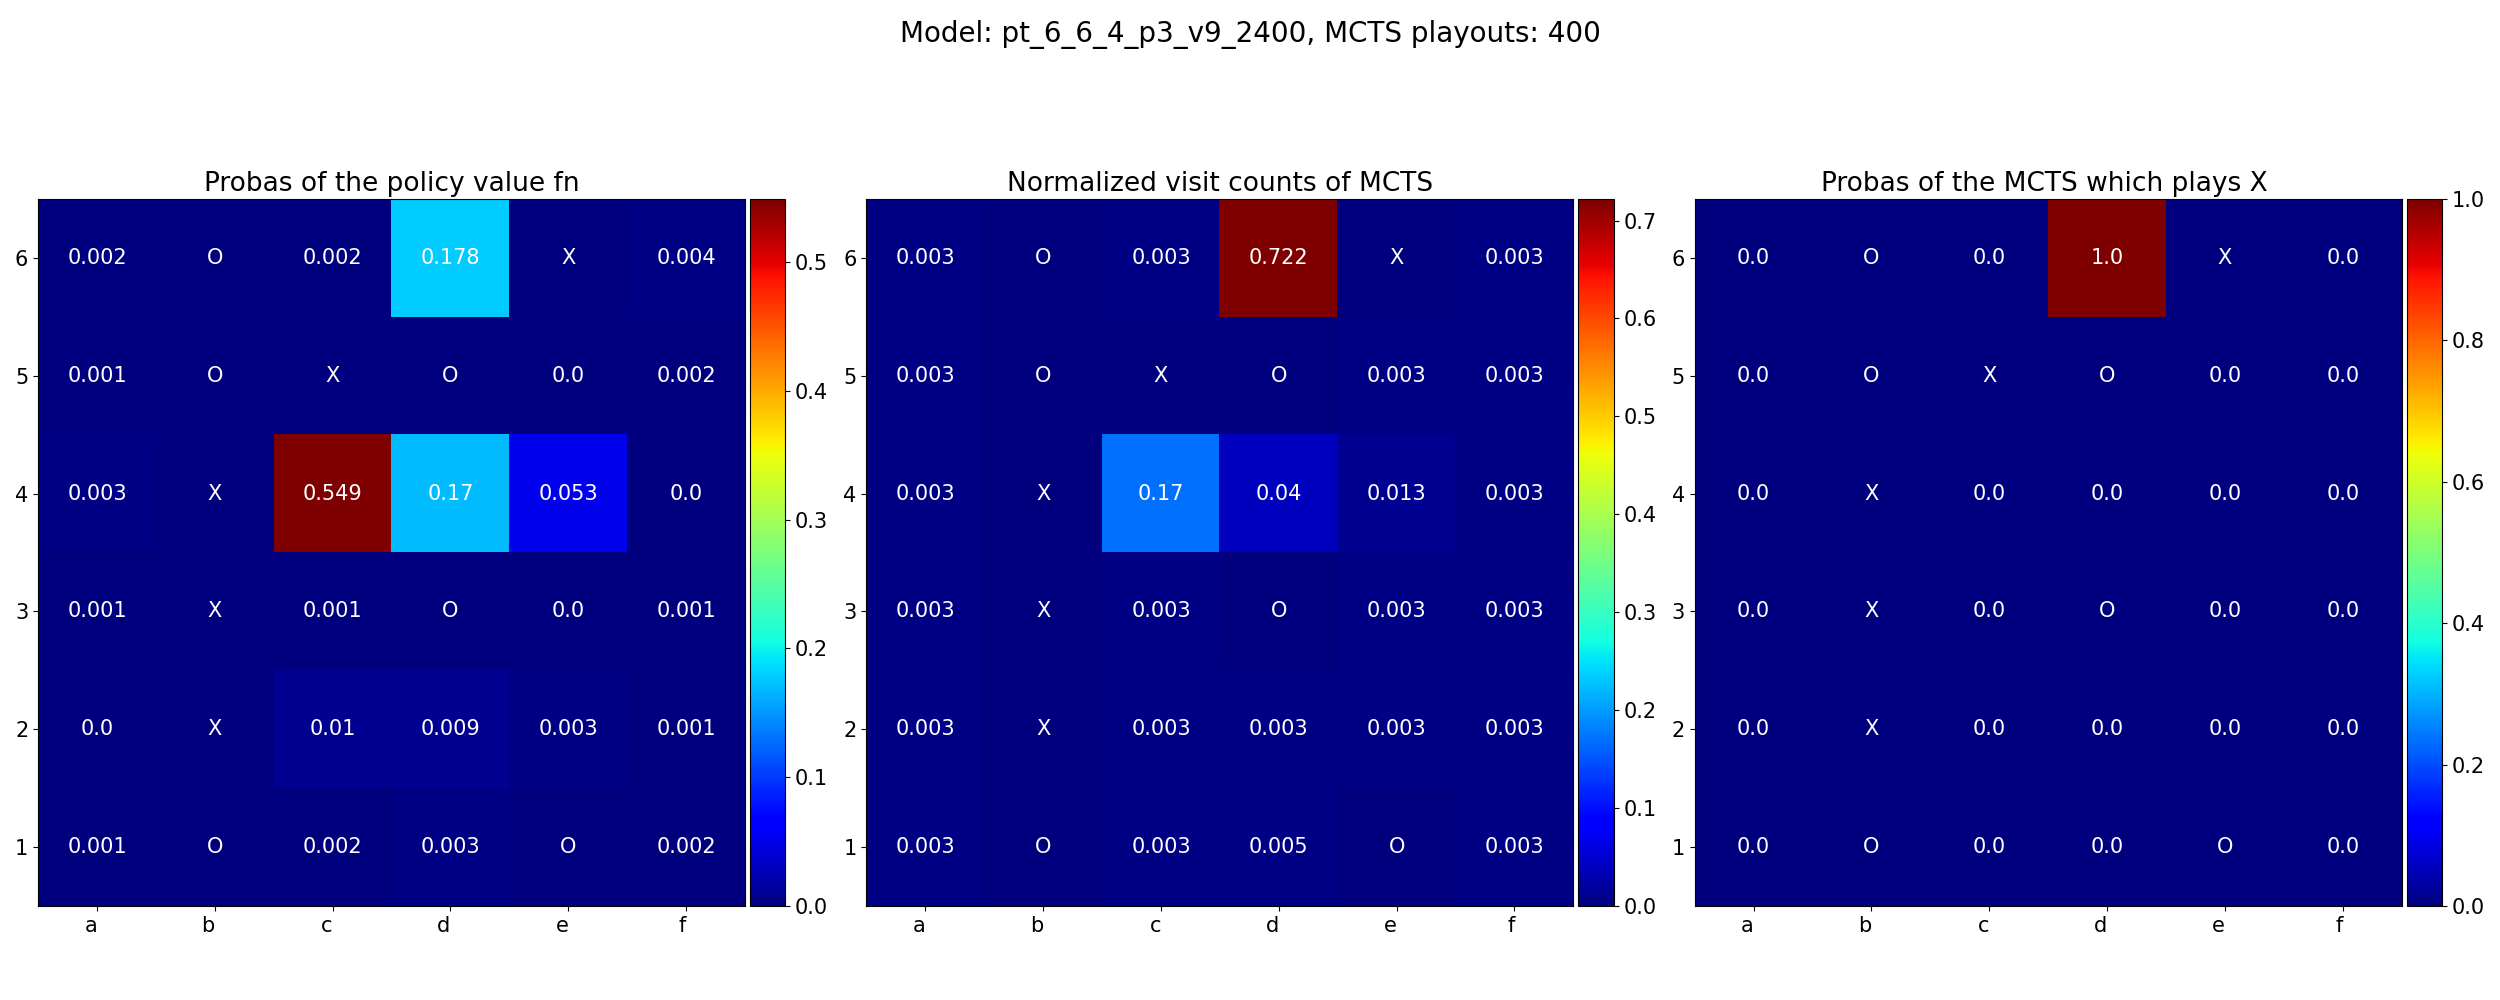 Model: pt_6_6_4_p3_v9_2400, MCTS playouts: 400
Probas of the policy value fn
6 0.002 O 0.002 0.178 X 0.004
5 0.001 O X O 0.0 0.002
4 0.003 X 0.549 0.17 0.053 0.0
3 0.001 X 0.001 O 0.0 0.001
2 0.0 X 0.01 0.009 0.003 0.001
1 0.001 O 0.002 0.003 O 0.002
a b c d e f
0.5
0.4
0.3
0.2
0.1
0.0
Normalized visit counts of MCTS
6 0.003 O 0.003 0.722 X 0.003
5 0.003 O X O 0.003 0.003
4 0.003 X 0.17 0.04 0.013 0.003
3 0.003 X 0.003 O 0.003 0.003
2 0.003 X 0.003 0.003 0.003 0.003
1 0.003 O 0.003 0.005 O 0.003
a b c d e f
0.7
0.6
0.5
0.4
0.3
0.2
0.1
0.0
Probas of the MCTS which plays X
6 0.0 O 0.0 1.0 X 0.0
5 0.0 O X O 0.0 0.0
4 0.0 X 0.0 0.0 0.0 0.0
3 0.0 X 0.0 O 0.0 0.0
2 0.0 X 0.0 0.0 0.0 0.0
1 0.0 O 0.0 0.0 O 0.0
a b c d e f
1.0
0.8
0.6
0.4
0.2
0.0